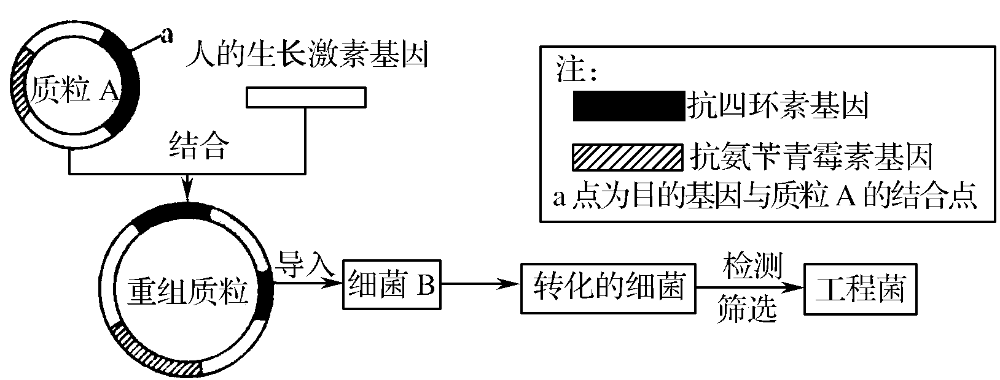 a
人的生长激素基因
质粒 A
结合
注：
抗四环素基因
抗氨苄青霉素基因
a 点为目的基因与质粒 A 的结合点
重组质粒
导入
细菌 B
转化的细菌
检测
筛选
工程菌